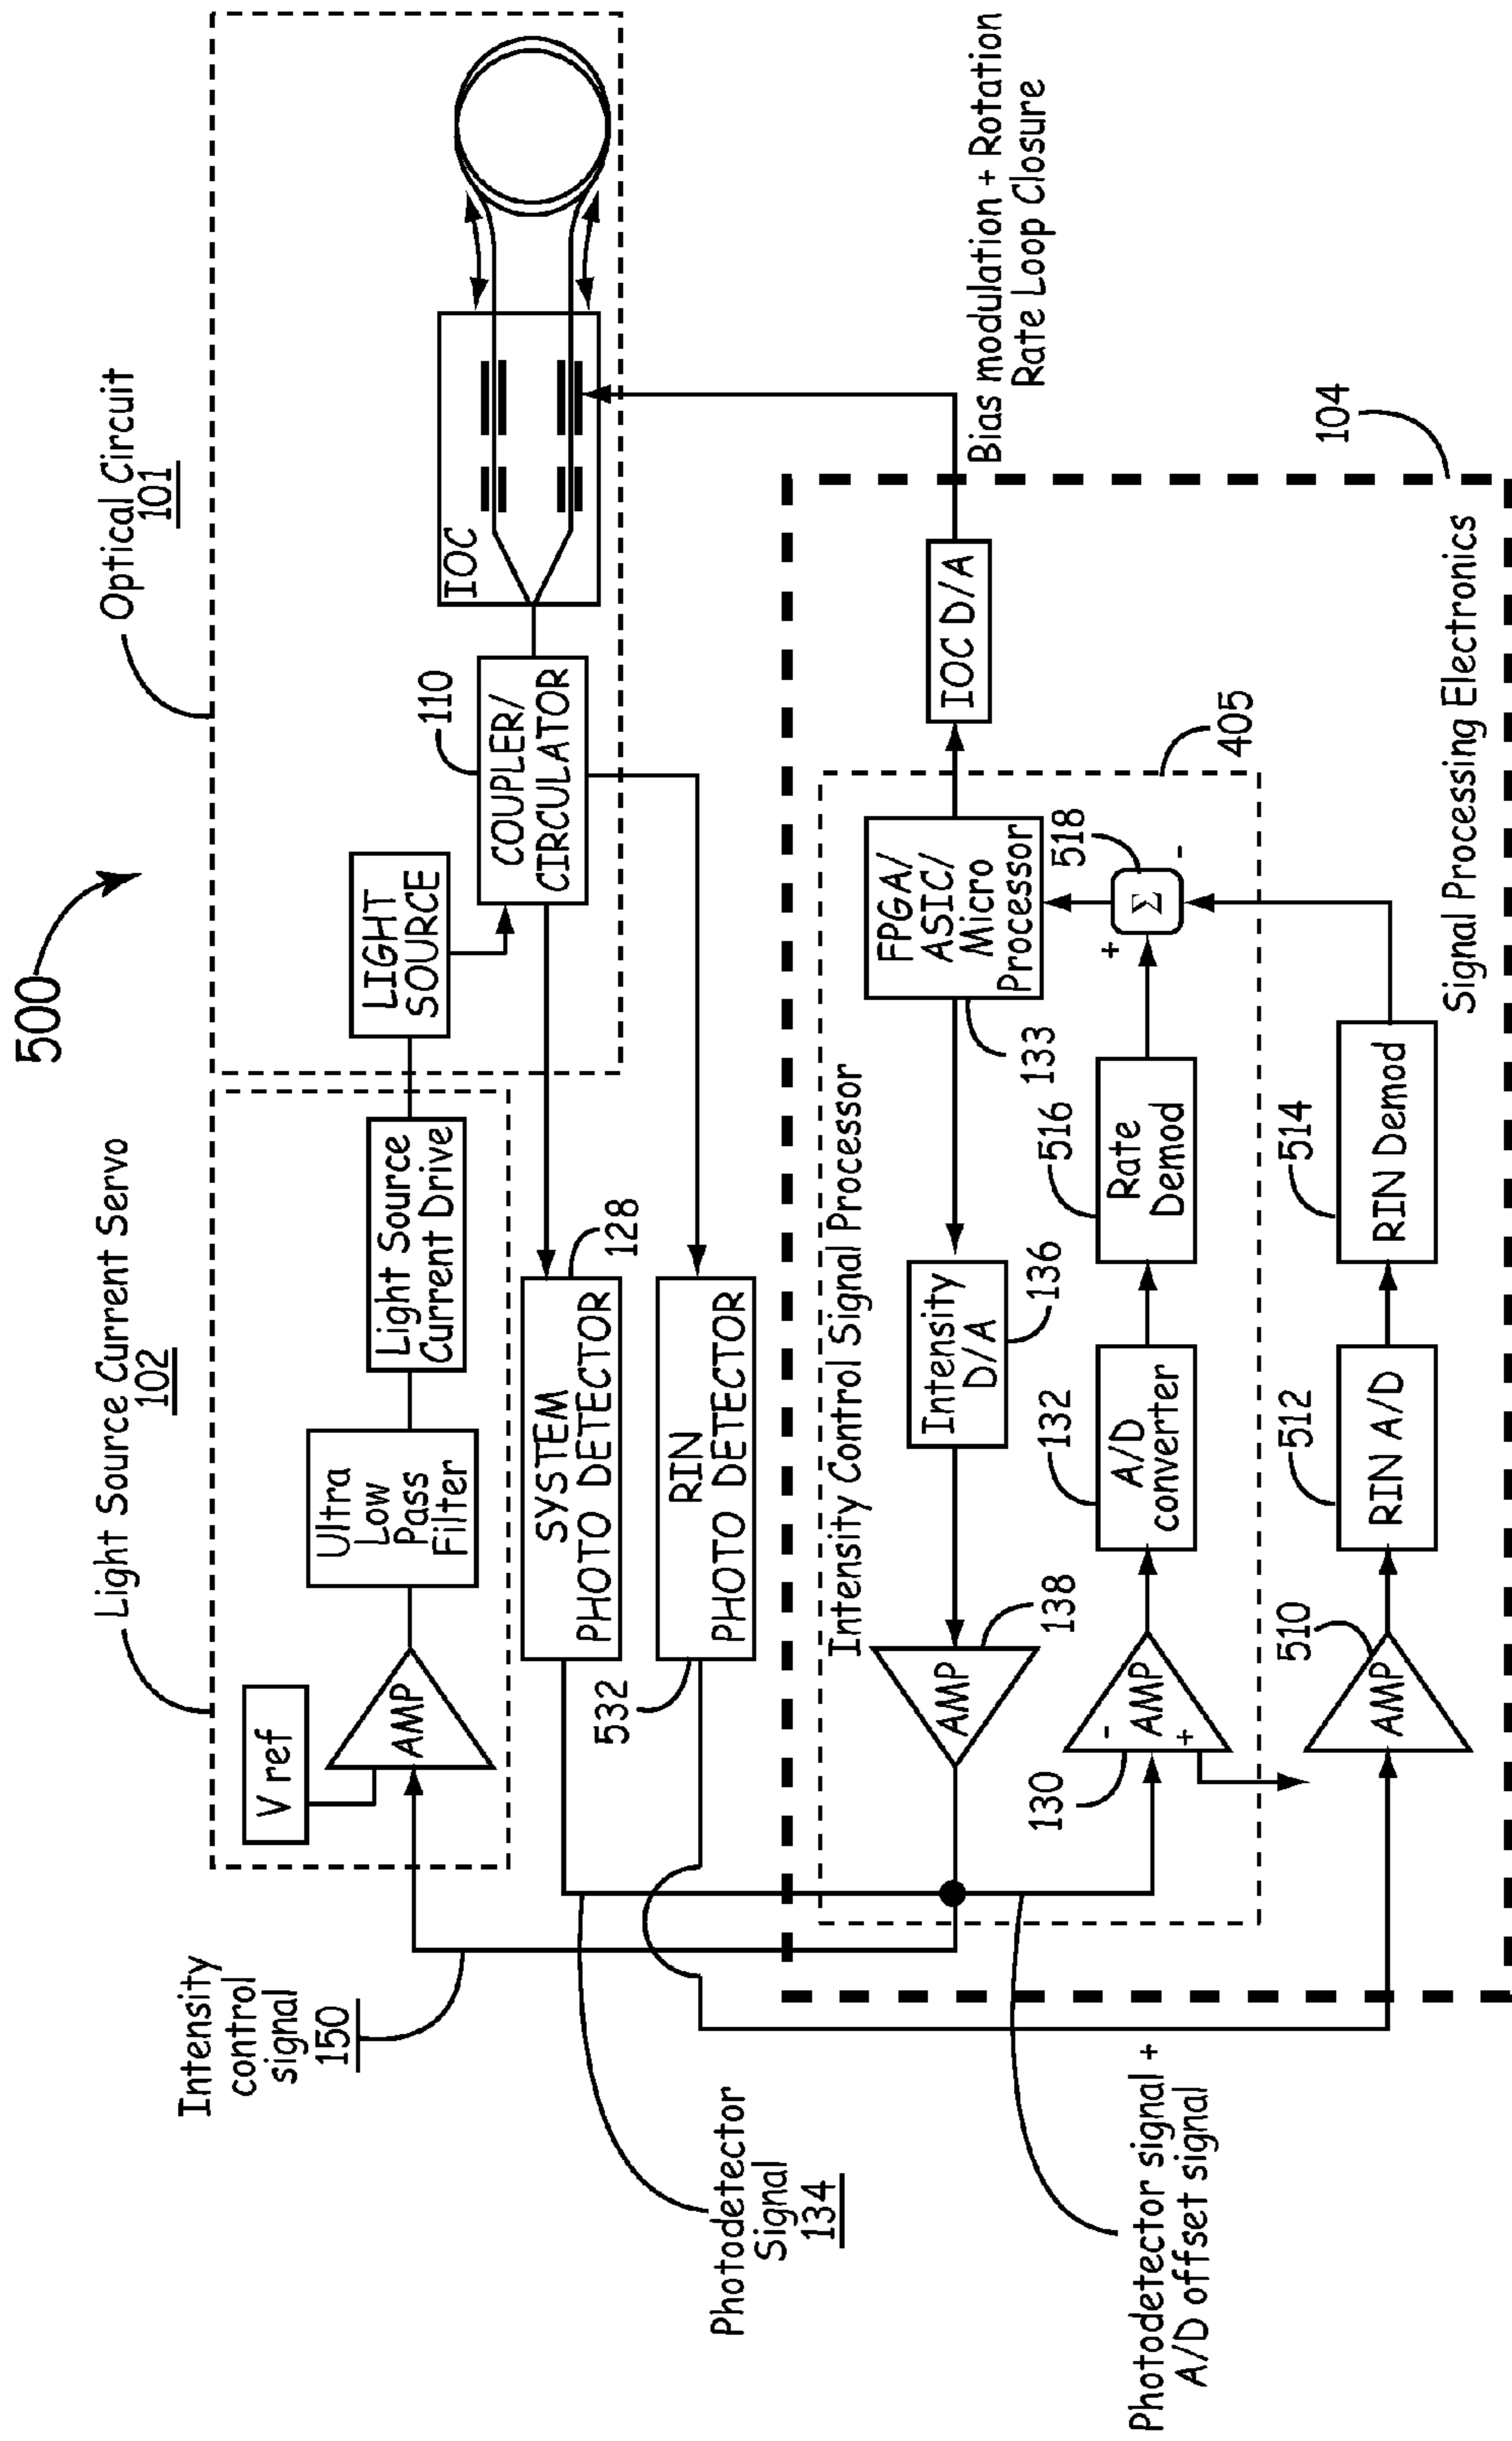 500
Light Source Current Servo
102
Optical Circuit
101
Intensity
control
signal
150
V ref
AMP
Ultra
Low
Pass
Filter
Light Source
Current Drive
LIGHT
SOURCE
COUPLER/
CIRCULATOR
110
IOC
SYSTEM
PHOTO DETECTOR
128
RIN
PHOTO DETECTOR
532
Photodetector
Signal
134
Bias modulation + Rotation
Rate Loop Closure
Intensity Control Signal Processor
AMP
138
Intensity
D/A
136
FPGA/
ASIC/
Micro
Processor
133
IOC D/A
405
104
130
-
AMP
+
A/D
converter
132
Rate
Demod
516
+
Σ
-
518
Photodetector signal +
A/D offset signal
AMP
510
RIN A/D
512
RIN Demod
514
Signal Processing Electronics